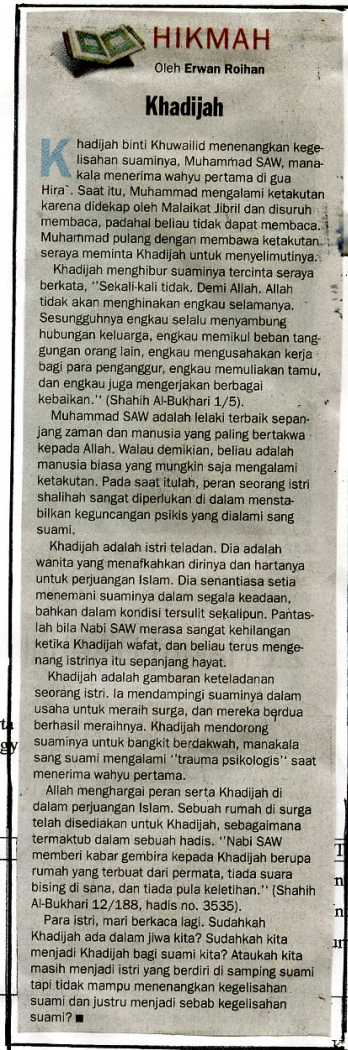 HIKMAH
Oleh Erwan Roihan
Khadijah
Khadijah binti Khuwailid menenangkan kege-
lisahan suaminya, Muhammad SAW, mana-
kala menerima wahyu pertama di gua
Hira`. Saat itu, Muhammad mengalami ketakutan
karena didekap oleh Malaikat Jibril dan disuruh
membaca, padahal beliau tidak dapat membaca.
Muhammad pulang dengan membawa ketakutan
seraya meminta Khadijah untuk menyelimutinya.
Khadijah menghibur suaminya tercinta seraya
berkata, ''Sekali-kali tidak. Demi Allah. Allah
tidak akan menghinakan engkau selamanya.
Sesungguhnya engkau selalu menyambung
hubungan keluarga, engkau memikul beban tang-
gungan orang lain, engkau mengusahakan kerja
bagi para penganggur, engkau memuliakan tamu,
dan engkau juga mengerjakan berbagai
kebaikan.'' (Shahih Al-Bukhari 1/5).
Muhammad SAW adalah lelaki terbaik sepan-
jang zaman dan manusia yang paling bertakwa
kepada Allah. Walau demikian, beliau adalah
manusia biasa yang mungkin saja mengalami
ketakutan. Pada saat itulah, peran seorang istri
shalihah sangat diperlukan di dalam mensta-
bilkan keguncangan psikis yang dialami sang
suami.
Khadijah adalah istri teladan. Dia adalah
wanita yang menafkahkan dirinya dan hartanya
untuk perjuangan Islam. Dia senantiasa setia
menemani suaminya dalam segala keadaan,
bahkan dalam kondisi tersulit sekalipun. Pantas-
lah bila Nabi SAW merasa sangat kehilangan
ketika Khadijah wafat, dan beliau terus menge-
nang istrinya itu sepanjang hayat.
Khadijah adalah gambaran keteladanan
seorang istri. Ia mendampingi suaminya dalam
usaha untuk meraih surga, dan mereka berdua
berhasil meraihnya. Khadijah mendorong
suaminya untuk bangkit berdakwah, manakala
sang suami mengalami ''trauma psikologis'' saat
menerima wahyu pertama.
Allah menghargai peran serta Khadijah di
dalam perjuangan Islam. Sebuah rumah di surga
telah disediakan untuk Khadijah, sebagaimana
termaktub dalam sebuah hadis. ''Nabi SAW
memberi kabar gembira kepada Khadijah berupa
rumah yang terbuat dari permata, tiada suara
bising di sana, dan tiada pula keletihan.'' (Shahih
Al-Bukhari 12/188, hadis no. 3535).
Para istri, mari berkaca lagi. Sudahkah
Khadijah ada dalam jiwa kita? Sudahkah kita
menjadi Khadijah bagi suami kita? Ataukah kita
masih menjadi istri yang berdiri di samping suami
tapi tidak mampu menenangkan kegelisahan
suami dan justru menjadi sebab kegelisahan
suami? ■